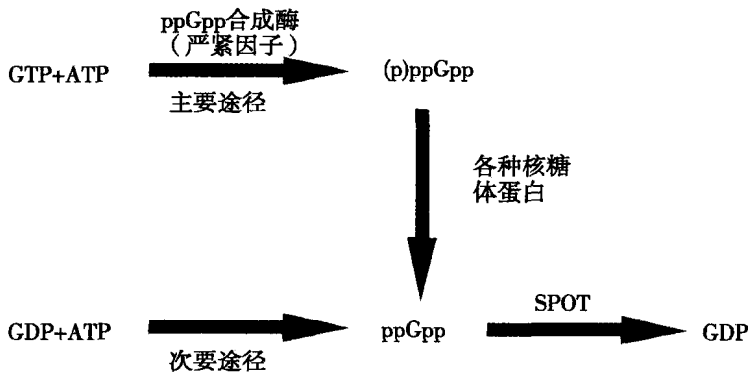 ppGpp合成酶
（严紧因子）
GTP+ATP
(p)ppGpp
主要途径
各种核糖
体蛋白
SPOT
GDP+ATP
ppGpp
GDP
次要途径